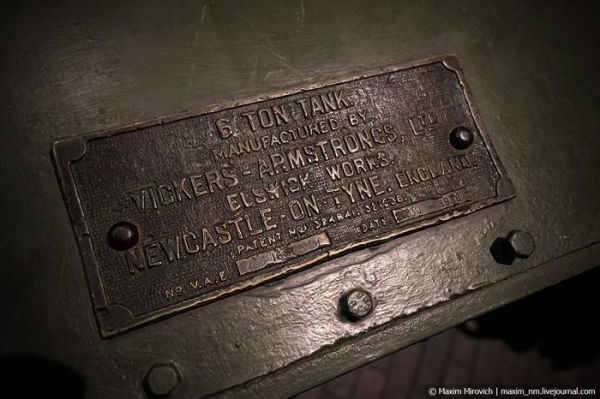 6 TON TANK
MANUFACTURED BY
VICKERS-ARMSTRONGS, LTD
ELSWICK WORKS,
NEWCASTLE-ON-TYNE, ENGLAND.
PATENT NOS
No V.A.E. DATE
© Maxim Mirovich | maxim_nm.livejournal.com